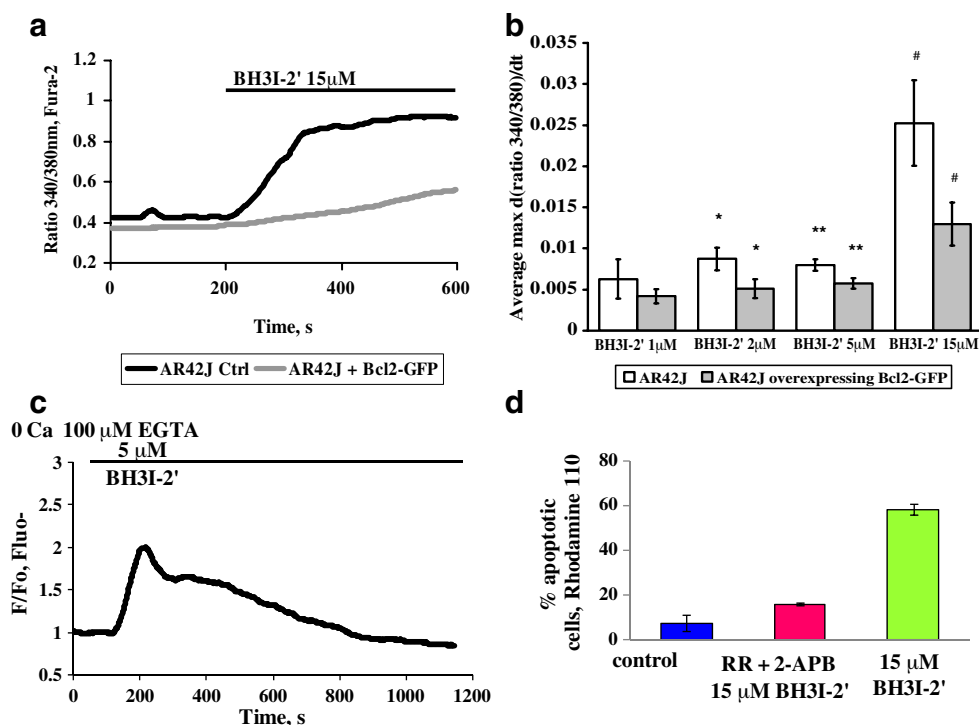 a
1.2
1
0.8
0.6
0.4
0.2
Ratio 340/380nm, Fura-2
BH3I-2' 15μM
0
200
400
600
Time, s
AR42J Ctrl
AR42J + Bcl2-GFP
b
0.035
0.03
0.025
0.02
0.015
0.01
0.005
0
Average max d(ratio 340/380)/dt
*
*
**
**
#
#
BH3I-2' 1μM
BH3I-2' 2μM
BH3I-2' 5μM
BH3I-2' 15μM
AR42J
AR42J overexpressing Bcl2-GFP
c
0 Ca 100 μM EGTA
5 μM
BH3I-2'
3
2.5
2
1.5
1
0.5
F/Fo, Fluo-
0
200
400
600
800
1000
1200
Time, s
d
80
60
40
20
0
% apoptotic
cells, Rhodamine 110
control
RR + 2-APB
15 μM BH3I-2'
15 μM
BH3I-2'